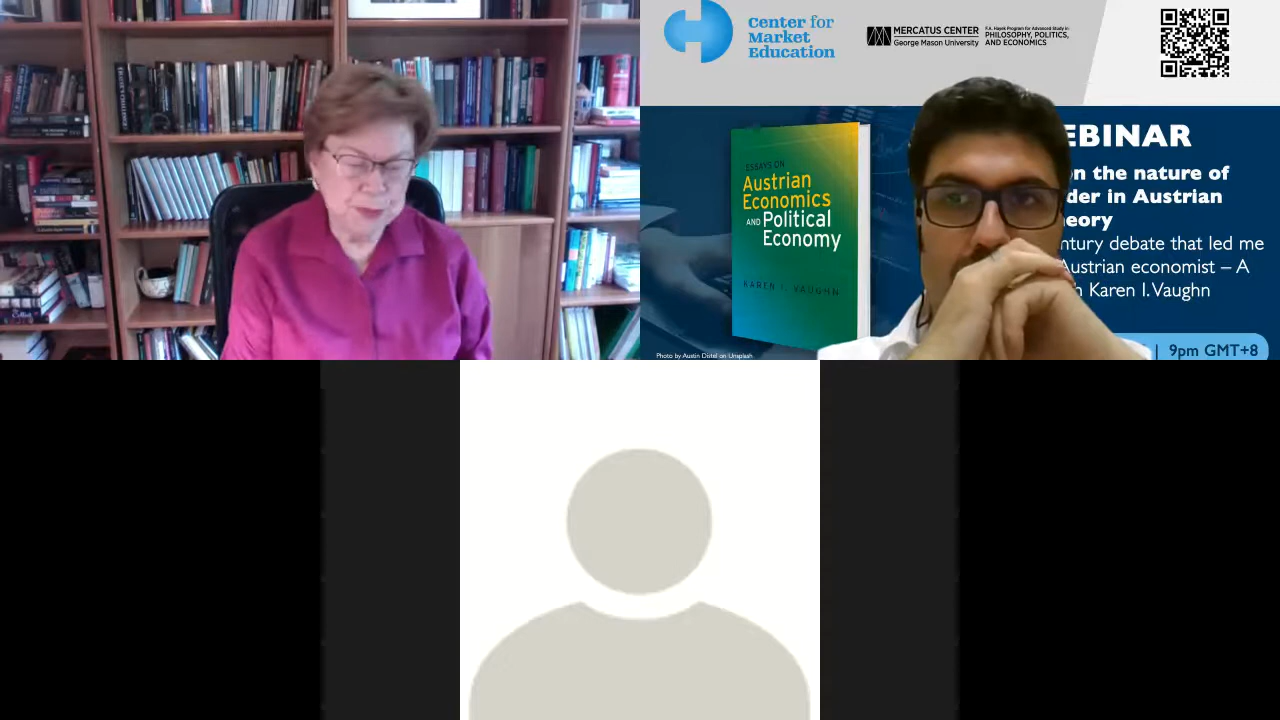 Center for
Market
Education
MERCATUS CENTER
George Mason University
F. A. Hayek Program for Advanced Study in
PHILOSOPHY, POLITICS,
AND ECONOMICS
EBINAR
on the nature of
der in Austrian
eory
ntury debate that led me
Austrian economist – A
h Karen I. Vaughn
| 9pm GMT+8
ESSAYS ON
Austrian
Economics
AND Political
Economy
KAREN I. VAUGHN
Photo by Austin Distel on Unsplash